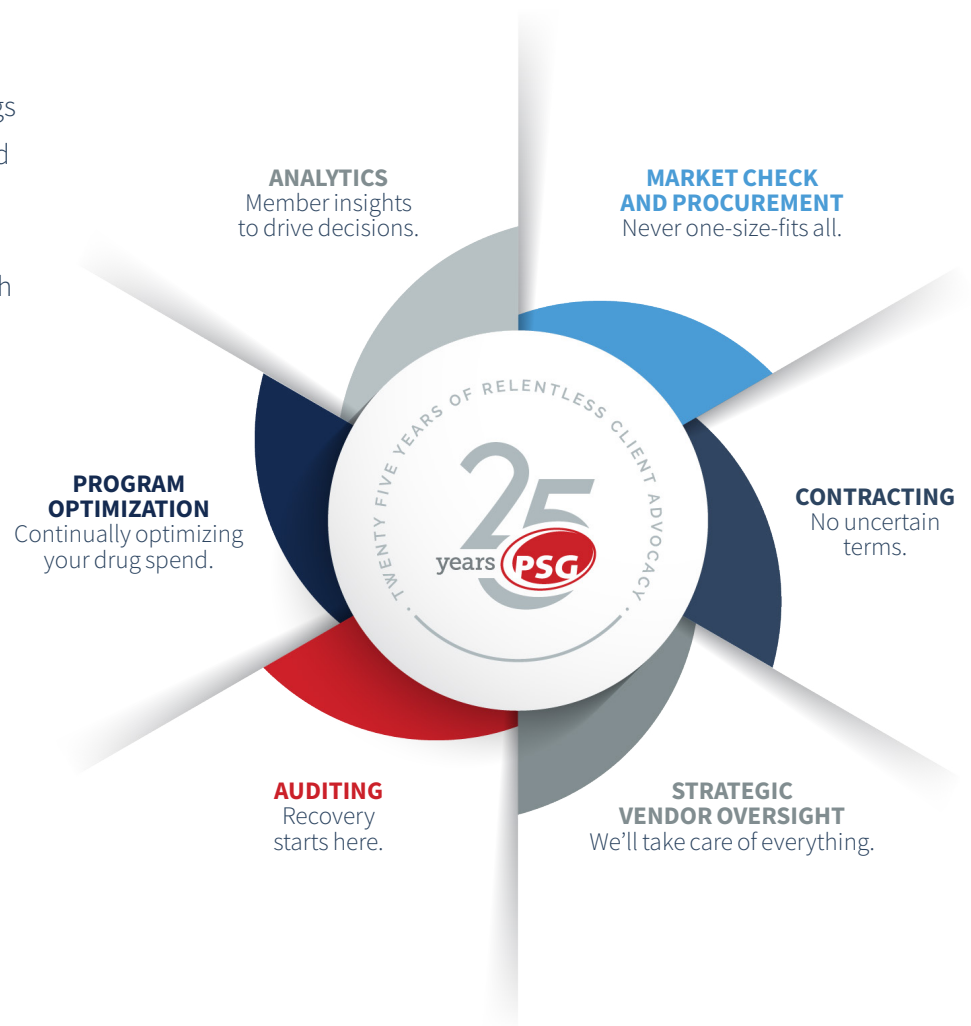 ANALYTICS
Member insights
to drive decisions.
MARKET CHECK
AND PROCUREMENT
Never one-size-fits all.
PROGRAM
OPTIMIZATION
Continually optimizing
your drug spend.
TWENTY FIVE YEARS OF RELENTLESS CLIENT ADVOCACY
25
years PSG
CONTRACTING
No uncertain
terms.
AUDITING
Recovery
starts here.
STRATEGIC
VENDOR OVERSIGHT
We’ll take care of everything.